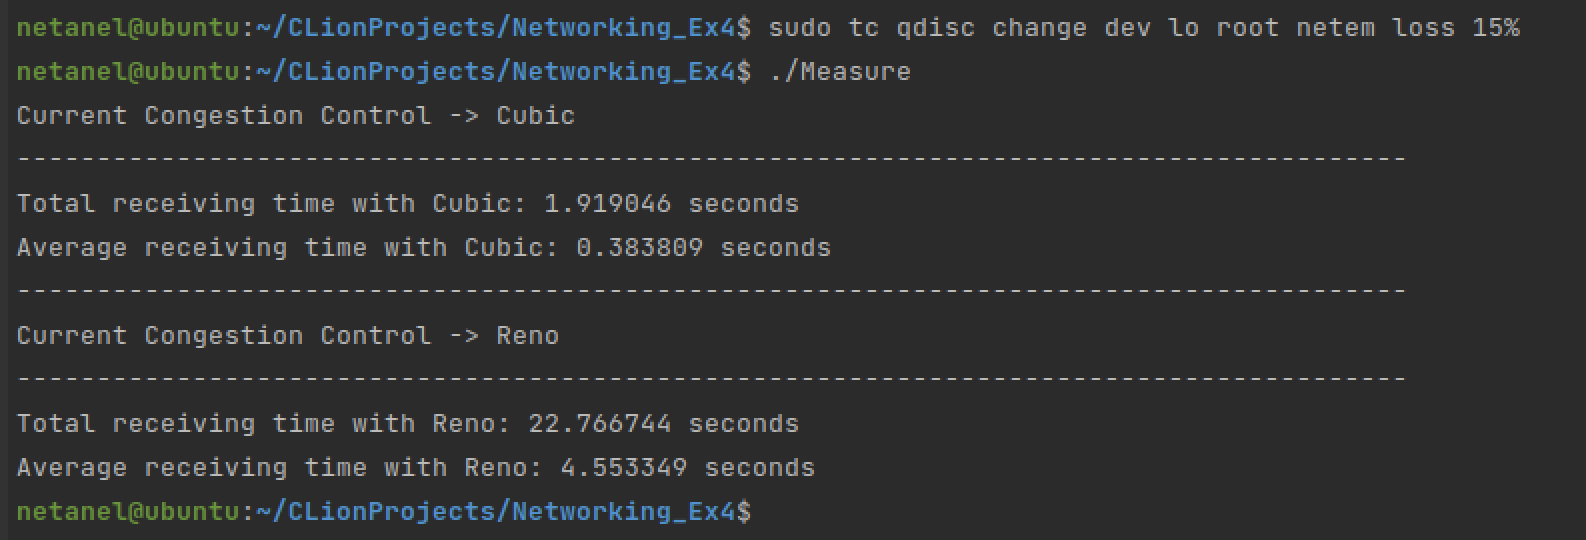 netanel@ubuntu:~/CLionProjects/Networking_Ex4$ sudo tc qdisc change dev lo root netem loss 15%
netanel@ubuntu:~/CLionProjects/Networking_Ex4$ ./Measure
Current Congestion Control -> Cubic
---------------------------------------------------------------------------------------
Total receiving time with Cubic: 1.919046 seconds
Average receiving time with Cubic: 0.383809 seconds
---------------------------------------------------------------------------------------
Current Congestion Control -> Reno
---------------------------------------------------------------------------------------
Total receiving time with Reno: 22.766744 seconds
Average receiving time with Reno: 4.553349 seconds
netanel@ubuntu:~/CLionProjects/Networking_Ex4$